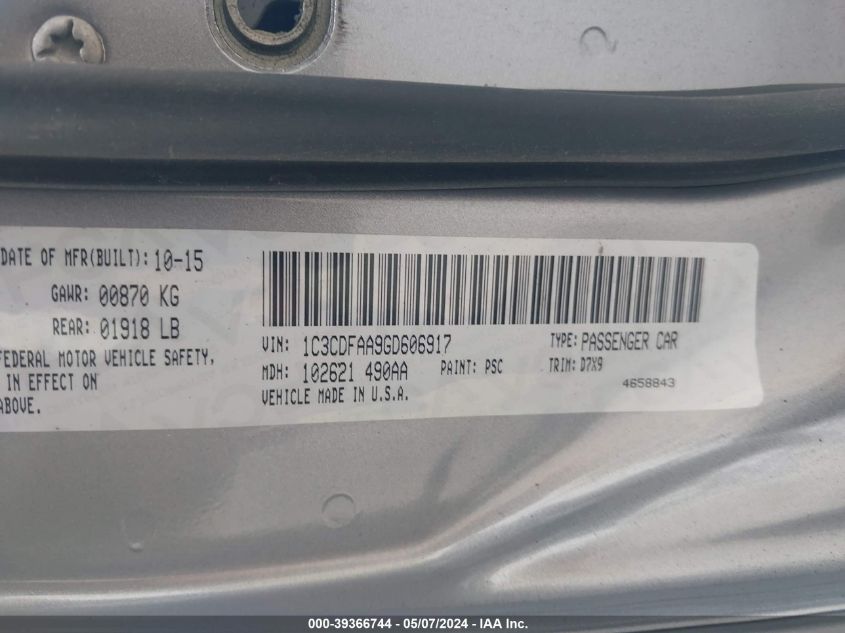 DATE OF MFR(BUILT): 10-15
GAWR: 00870 KG
REAR: 01918 LB
FEDERAL MOTOR VEHICLE SAFETY,
IN EFFECT ON
ABOVE.
VIN: 1C3CDFAA9GD606917 TYPE: PASSENGER CAR
MDH: 102621 490AA PAINT: PSC TRIM: D7X9
VEHICLE MADE IN U.S.A. 4658843
000-39366744 - 05/07/2024 - IAA Inc.